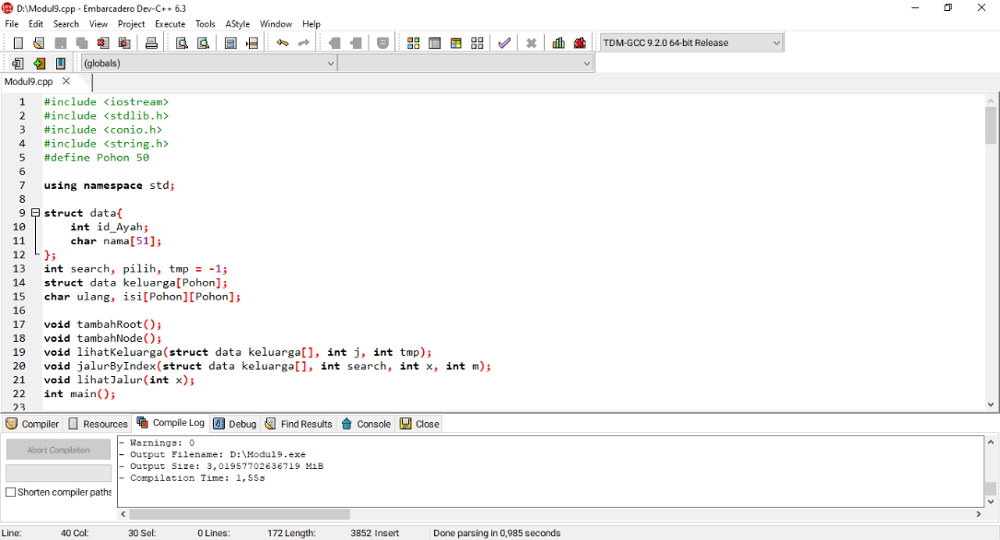 D:\Modul9.cpp - Embarcadero Dev-C++ 6.3
File Edit Search View Project Execute Tools AStyle Window Help
TDM-GCC 9.2.0 64-bit Release
(globals)
Modul9.cpp
1 #include <iostream>
2 #include <stdlib.h>
3 #include <conio.h>
4 #include <string.h>
5 #define Pohon 50
6
7 using namespace std;
8
9 struct data{
10 int id_Ayah;
11 char nama[51];
12 };
13 int search, pilih, tmp = -1;
14 struct data keluarga[Pohon];
15 char ulang, isi[Pohon][Pohon];
16
17 void tambahRoot();
18 void tambahNode();
19 void lihatKeluarga(struct data keluarga[], int j, int tmp);
20 void jalurByIndex(struct data keluarga[], int search, int x, int m);
21 void lihatJalur(int x);
22 int main();
23
Compiler Resources Compile Log Debug Find Results Console Close
Abort Compilation
Shorten compiler paths
- Warnings: 0
- Output Filename: D:\Modul9.exe
- Output Size: 3,01957702636719 MiB
- Compilation Time: 1,55s
Line: 40 Col: 30 Sel: 0 Lines: 172 Length: 3852 Insert Done parsing in 0,985 seconds